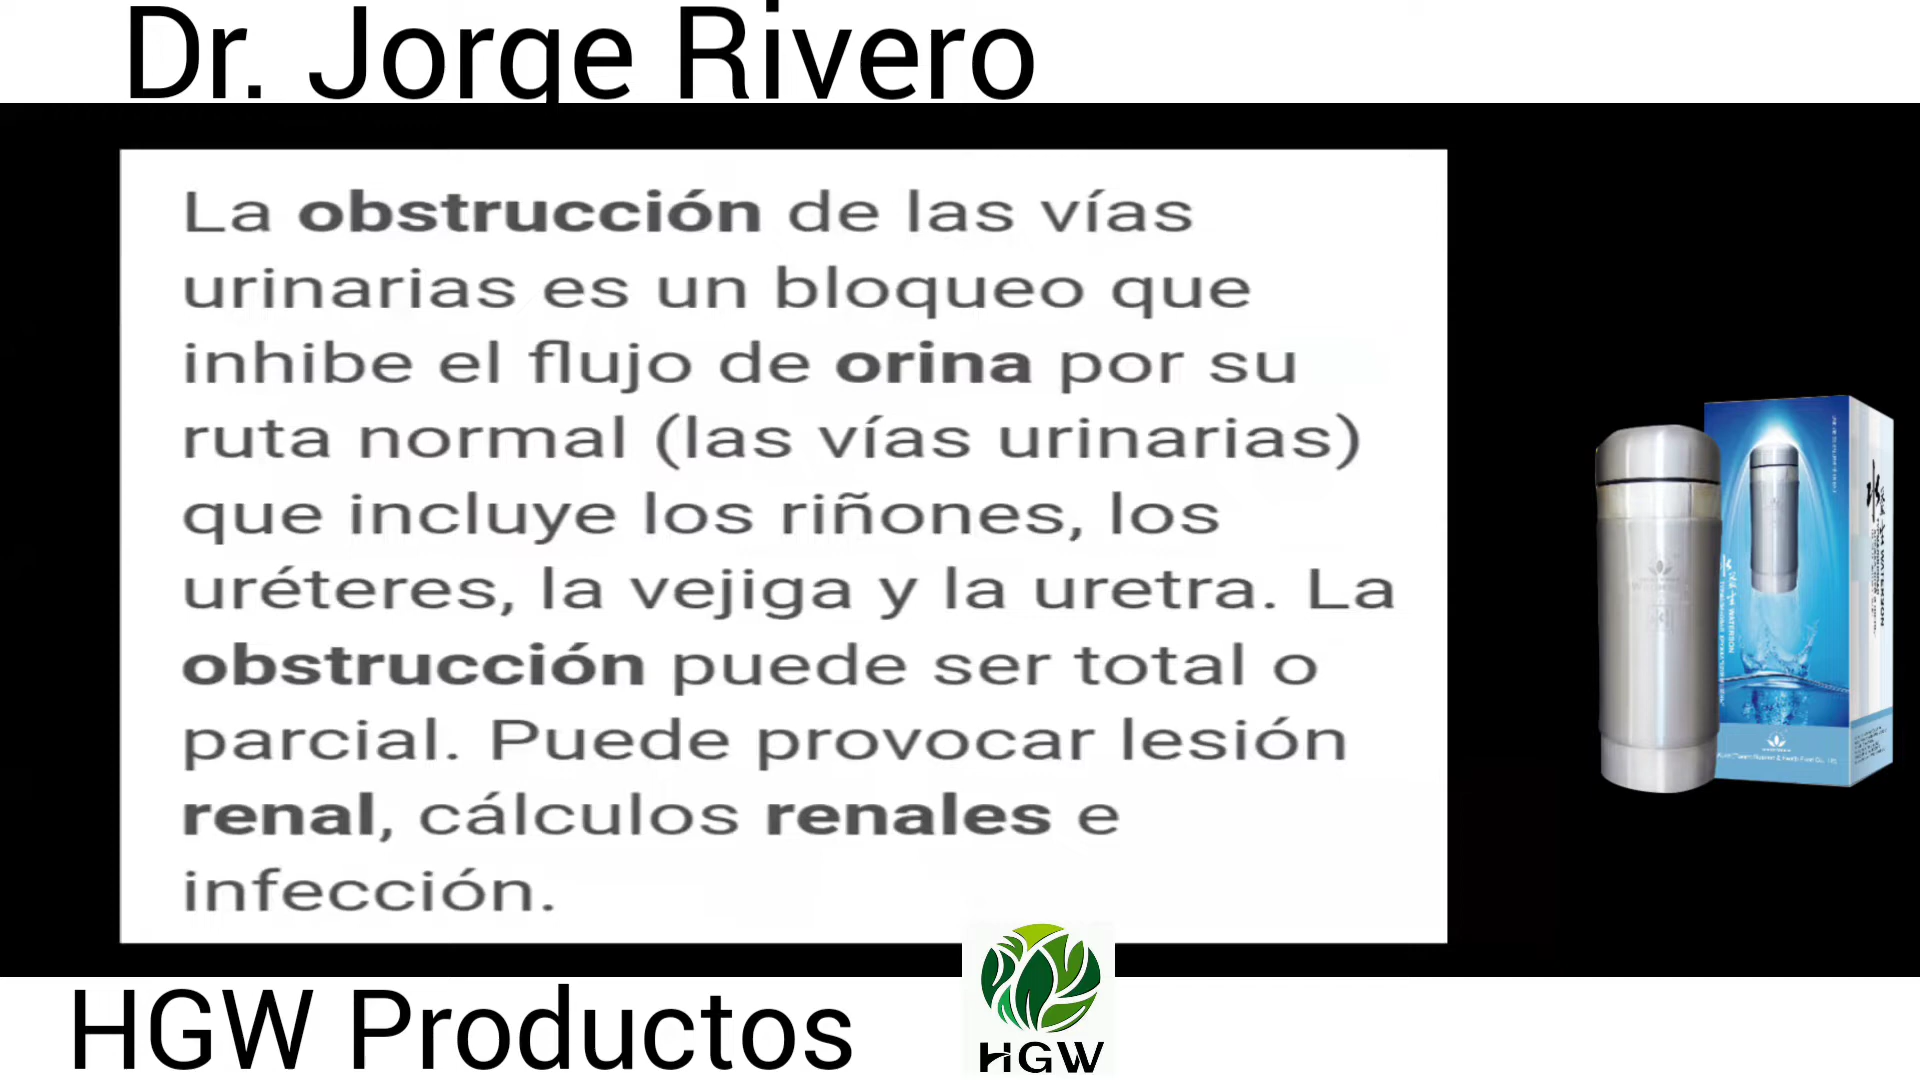 Dr. Jorge Rivero
La obstrucción de las vías
urinarias es un bloqueo que
inhibe el flujo de orina por su
ruta normal (las vías urinarias)
que incluye los riñones, los
uréteres, la vejiga y la uretra. La
obstrucción puede ser total o
parcial. Puede provocar lesión
renal, cálculos renales e
infección.
水
WATERSON
HGW Productos
HGW